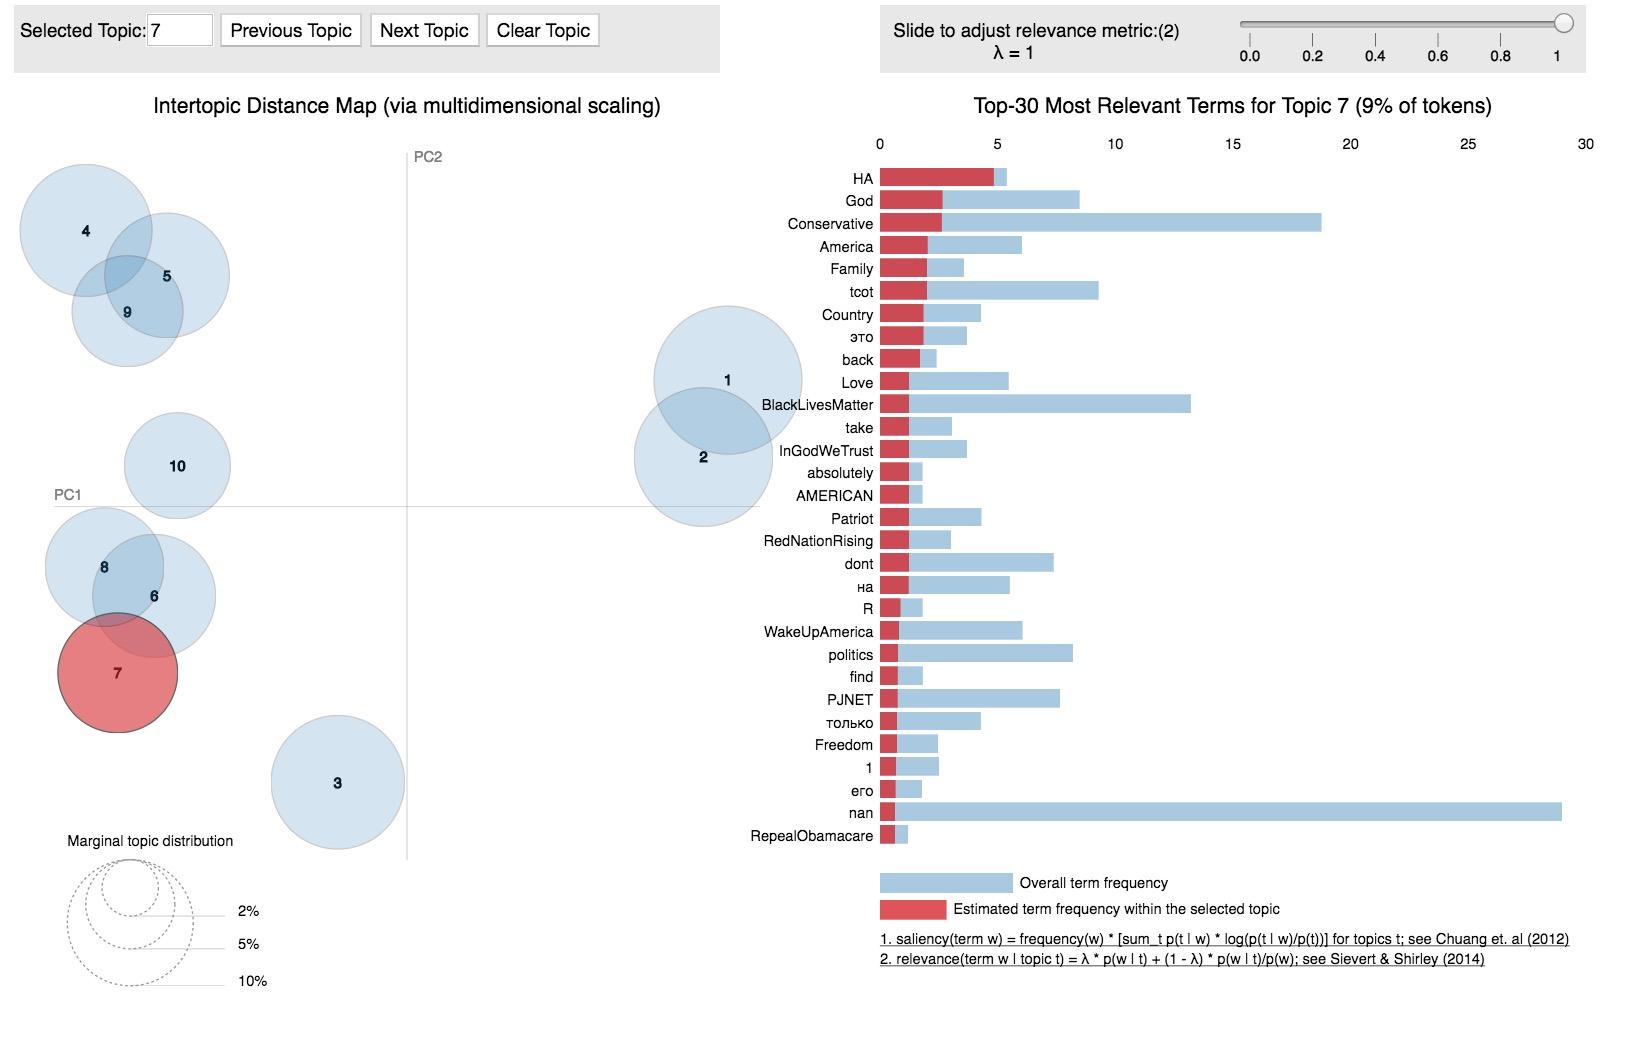 Selected Topic: 7 Previous Topic Next Topic Clear Topic
Slide to adjust relevance metric:(2)
λ = 1
0.0 0.2 0.4 0.6 0.8 1
Intertopic Distance Map (via multidimensional scaling)
PC2
PC1
4
5
9
1
2
10
8
6
7
3
Marginal topic distribution
2%
5%
10%
Top-30 Most Relevant Terms for Topic 7 (9% of tokens)
0 5 10 15 20 25 30
HA
God
Conservative
America
Family
tcot
Country
это
back
Love
BlackLivesMatter
take
InGodWeTrust
absolutely
AMERICAN
Patriot
RedNationRising
dont
на
R
WakeUpAmerica
politics
find
PJNET
только
Freedom
1
его
nan
RepealObamacare
Overall term frequency
Estimated term frequency within the selected topic
1. saliency(term w) = frequency(w) * [sum_t p(t | w) * log(p(t | w)/p(t))] for topics t; see Chuang et. al (2012)
2. relevance(term w | topic t) = λ * p(w | t) + (1 - λ) * p(w | t)/p(w); see Sievert & Shirley (2014)